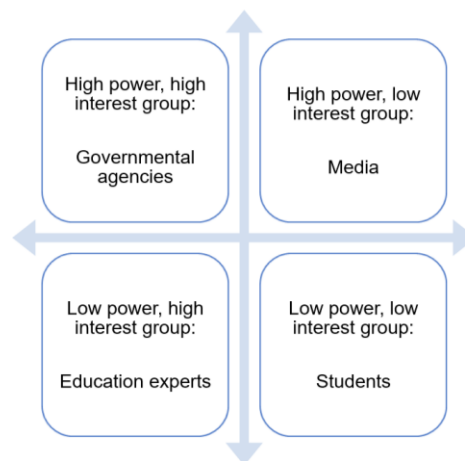 High power, high
interest group:
Governmental
agencies
High power, low
interest group:
Media
Low power, high
interest group:
Education experts
Low power, low
interest group:
Students